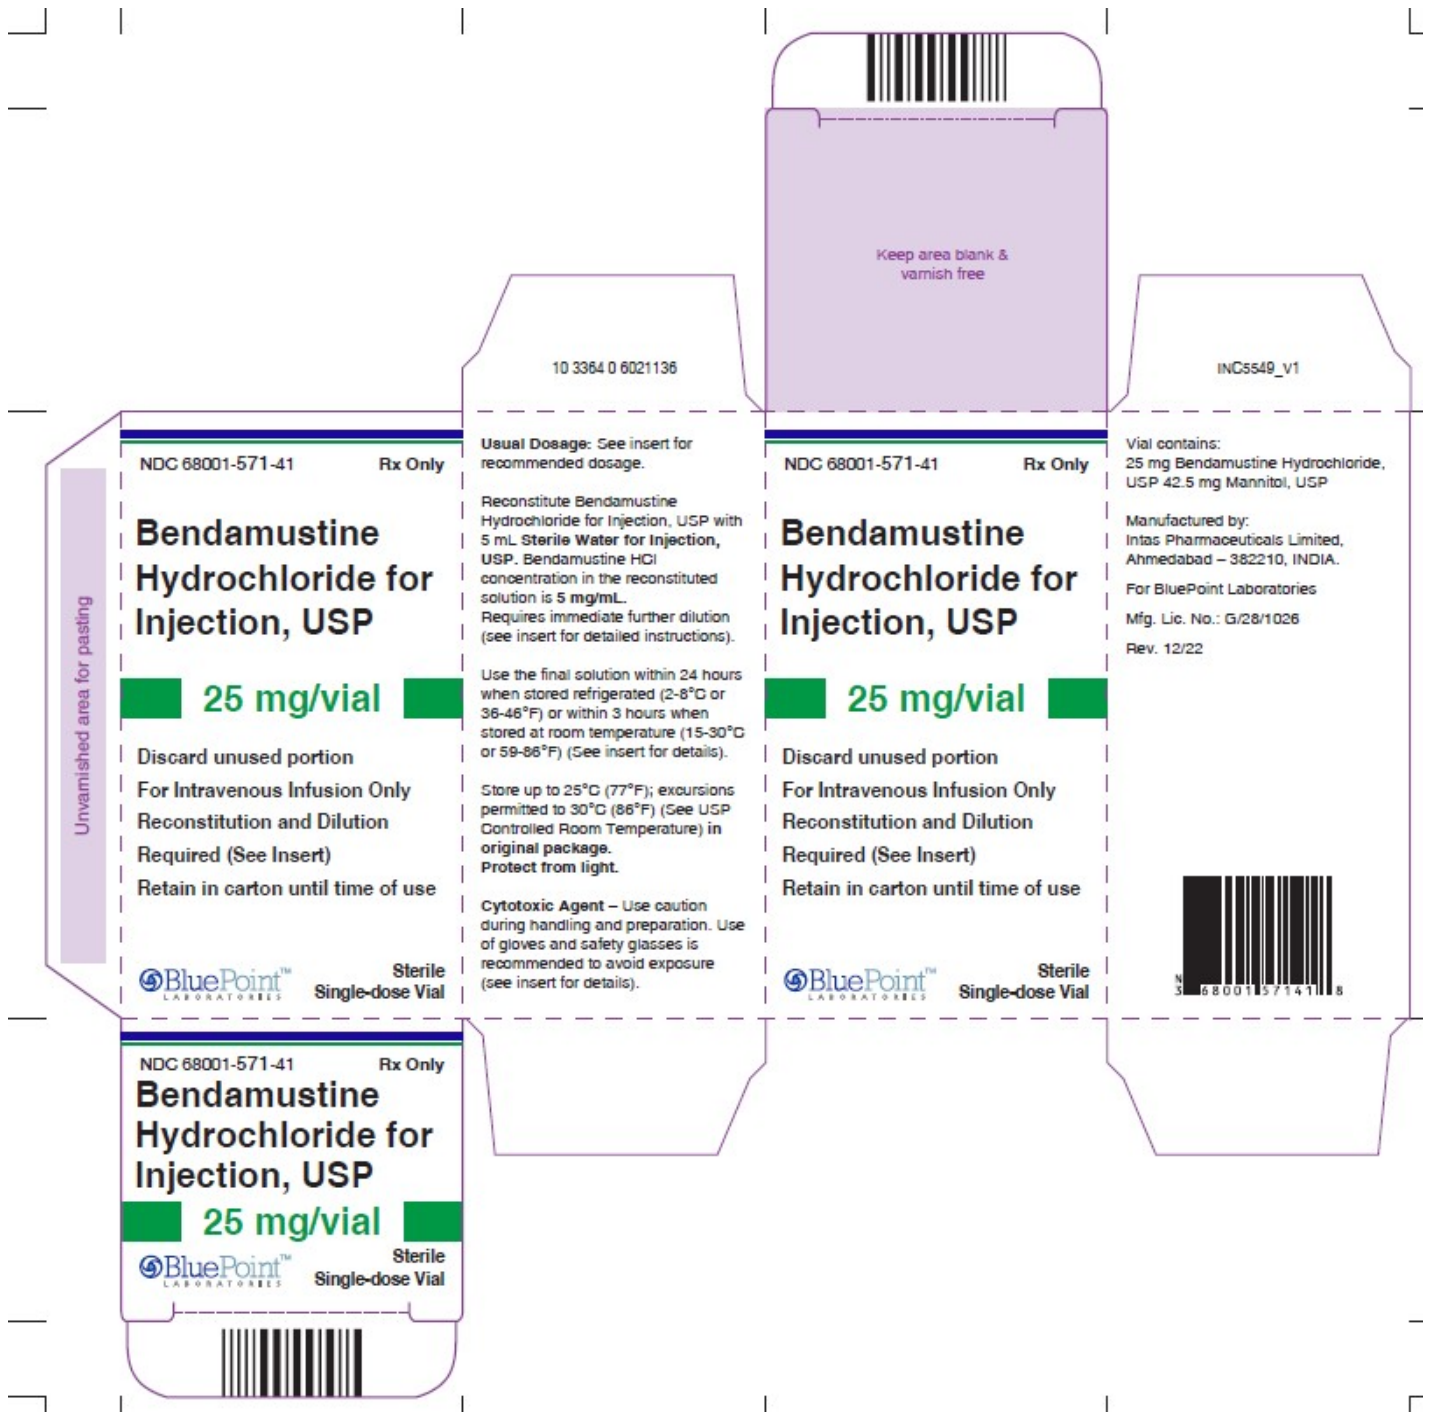 Keep area blank &
varnish free
10 3364 0 6021136
INC5549_V1
Unvarnished area for pasting
NDC 68001-571-41 Rx Only
Bendamustine
Hydrochloride for
Injection, USP
25 mg/vial
Discard unused portion
For Intravenous Infusion Only
Reconstitution and Dilution
Required (See Insert)
Retain in carton until time of use
BluePoint™
LABORATORIES
Sterile
Single-dose Vial
Usual Dosage: See insert for
recommended dosage.
Reconstitute Bendamustine
Hydrochloride for Injection, USP with
5 mL Sterile Water for Injection,
USP. Bendamustine HCl
concentration in the reconstituted
solution is 5 mg/mL.
Requires immediate further dilution
(see insert for detailed instructions).
Use the final solution within 24 hours
when stored refrigerated (2-8°C or
36-46°F) or within 3 hours when
stored at room temperature (15-30°C
or 59-86°F) (See insert for details).
Store up to 25°C (77°F); excursions
permitted to 30°C (86°F) (See USP
Controlled Room Temperature) in
original package.
Protect from light.
Cytotoxic Agent – Use caution
during handling and preparation. Use
of gloves and safety glasses is
recommended to avoid exposure
(see insert for details).
NDC 68001-571-41 Rx Only
Bendamustine
Hydrochloride for
Injection, USP
25 mg/vial
Discard unused portion
For Intravenous Infusion Only
Reconstitution and Dilution
Required (See Insert)
Retain in carton until time of use
BluePoint™
LABORATORIES
Sterile
Single-dose Vial
Vial contains:
25 mg Bendamustine Hydrochloride,
USP 42.5 mg Mannitol, USP
Manufactured by:
Intas Pharmaceuticals Limited,
Ahmedabad – 382210, INDIA.
For BluePoint Laboratories
Mfg. Lic. No.: G/28/1026
Rev. 12/22
N
3 68001 57141 8
NDC 68001-571-41 Rx Only
Bendamustine
Hydrochloride for
Injection, USP
25 mg/vial
BluePoint™
LABORATORIES
Sterile
Single-dose Vial